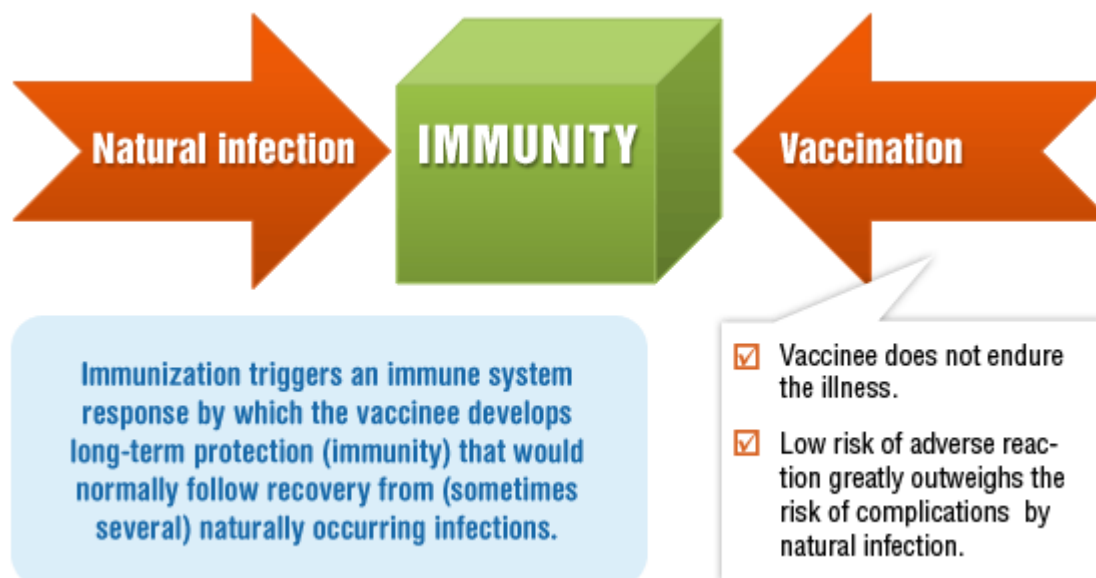 Natural infection
IMMUNITY
Vaccination
Immunization triggers an immune system
response by which the vaccinee develops
long-term protection (immunity) that would
normally follow recovery from (sometimes
several) naturally occurring infections.
Vaccinee does not endure
the illness.
Low risk of adverse reac-
tion greatly outweighs the
risk of complications by
natural infection.